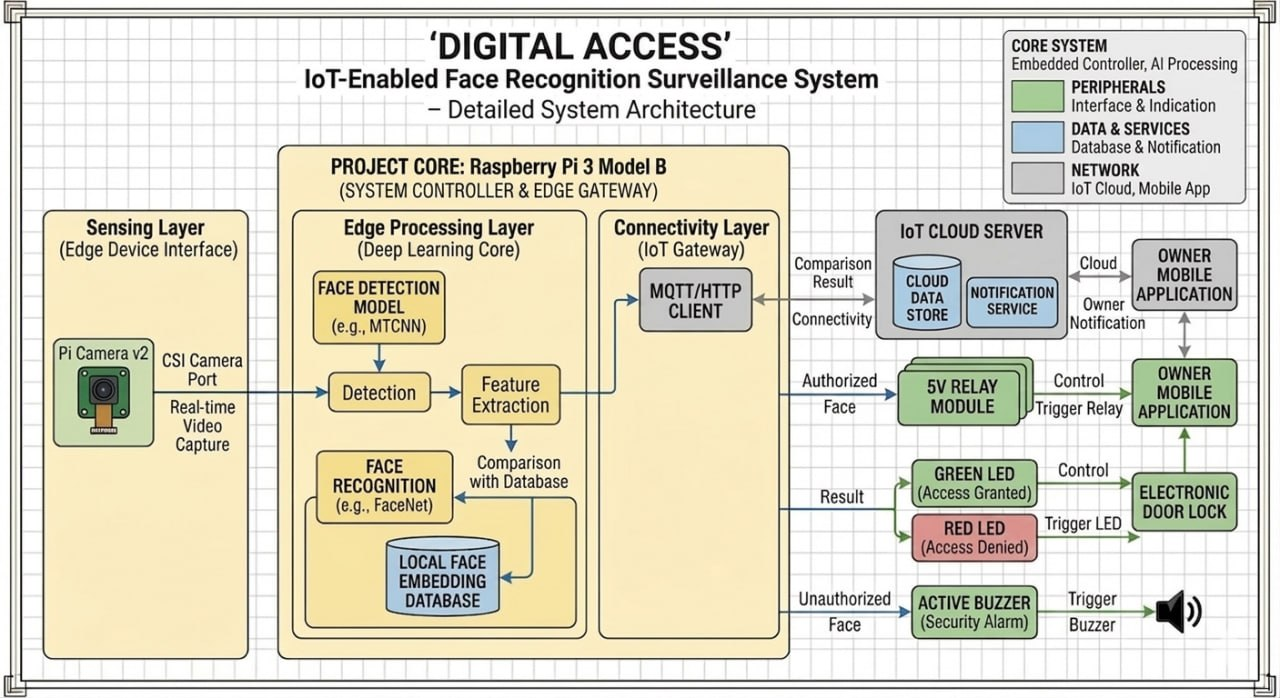 'DIGITAL ACCESS'
IoT-Enabled Face Recognition Surveillance System
– Detailed System Architecture
CORE SYSTEM
Embedded Controller, AI Processing
PERIPHERALS
Interface & Indication
DATA & SERVICES
Database & Notification
NETWORK
IoT Cloud, Mobile App
Sensing Layer
(Edge Device Interface)
Pi Camera v2
CSI Camera
Port
Real-time
Video
Capture
PROJECT CORE: Raspberry Pi 3 Model B
(SYSTEM CONTROLLER & EDGE GATEWAY)
Edge Processing Layer
(Deep Learning Core)
FACE DETECTION
MODEL
(e.g., MTCNN)
Detection
Feature
Extraction
Comparison
with Database
FACE
RECOGNITION
(e.g., FaceNet)
LOCAL FACE
EMBEDDING
DATABASE
Connectivity Layer
(IoT Gateway)
MQTT/HTTP
CLIENT
Comparison
Result
Connectivity
IoT CLOUD SERVER
CLOUD
DATA
STORE
NOTIFICATION
SERVICE
Cloud
Owner
Notification
OWNER
MOBILE
APPLICATION
Authorized
Face
5V RELAY
MODULE
Control
Trigger Relay
OWNER
MOBILE
APPLICATION
Result
GREEN LED
(Access Granted)
Control
RED LED
(Access Denied)
Trigger LED
ELECTRONIC
DOOR LOCK
Unauthorized
Face
ACTIVE BUZZER
(Security Alarm)
Trigger
Buzzer